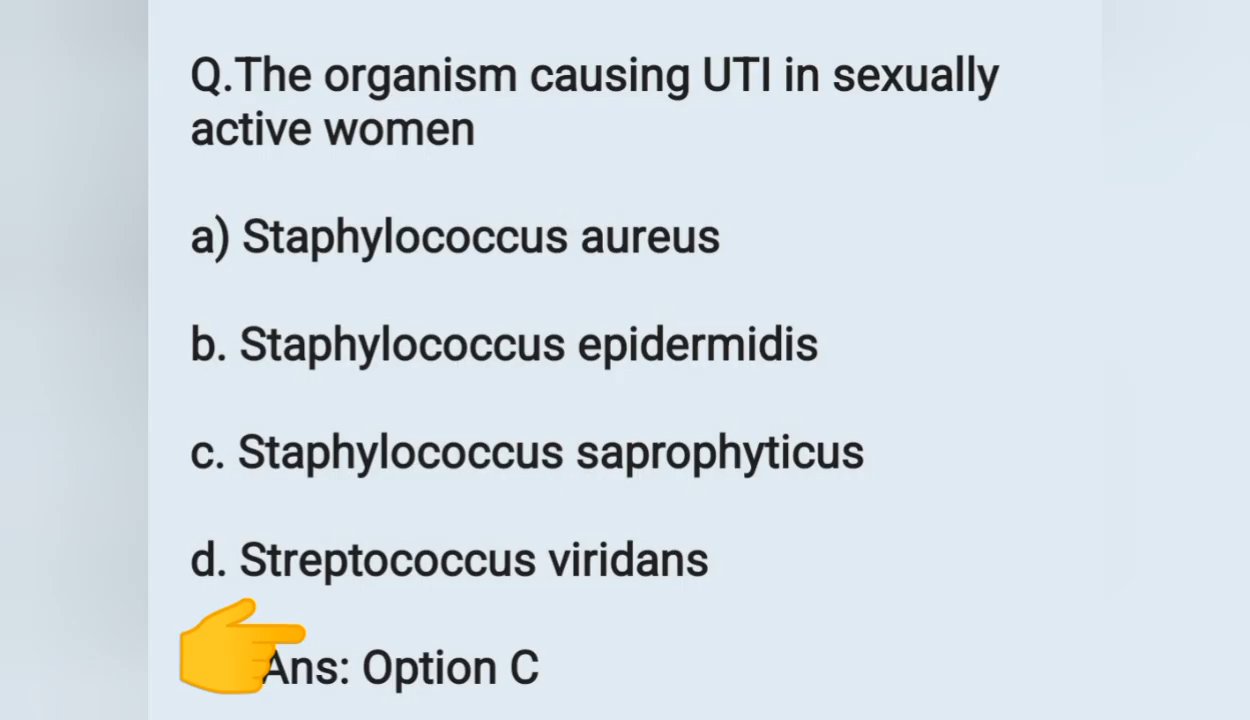 Q.The organism causing UTI in sexually
active women
a) Staphylococcus aureus
b. Staphylococcus epidermidis
c. Staphylococcus saprophyticus
d. Streptococcus viridans
Ans: Option C